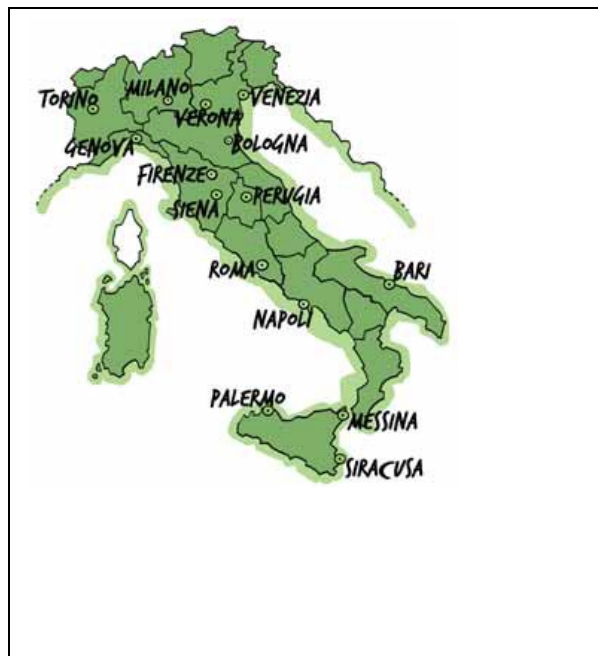 MILANO
TORINO
VENEZIA
VERONA
GENOVA
BOLOGNA
FIRENZE
PERUGIA
SIENA
ROMA
BARI
NAPOLI
PALERMO
MESSINA
SIRACUSA